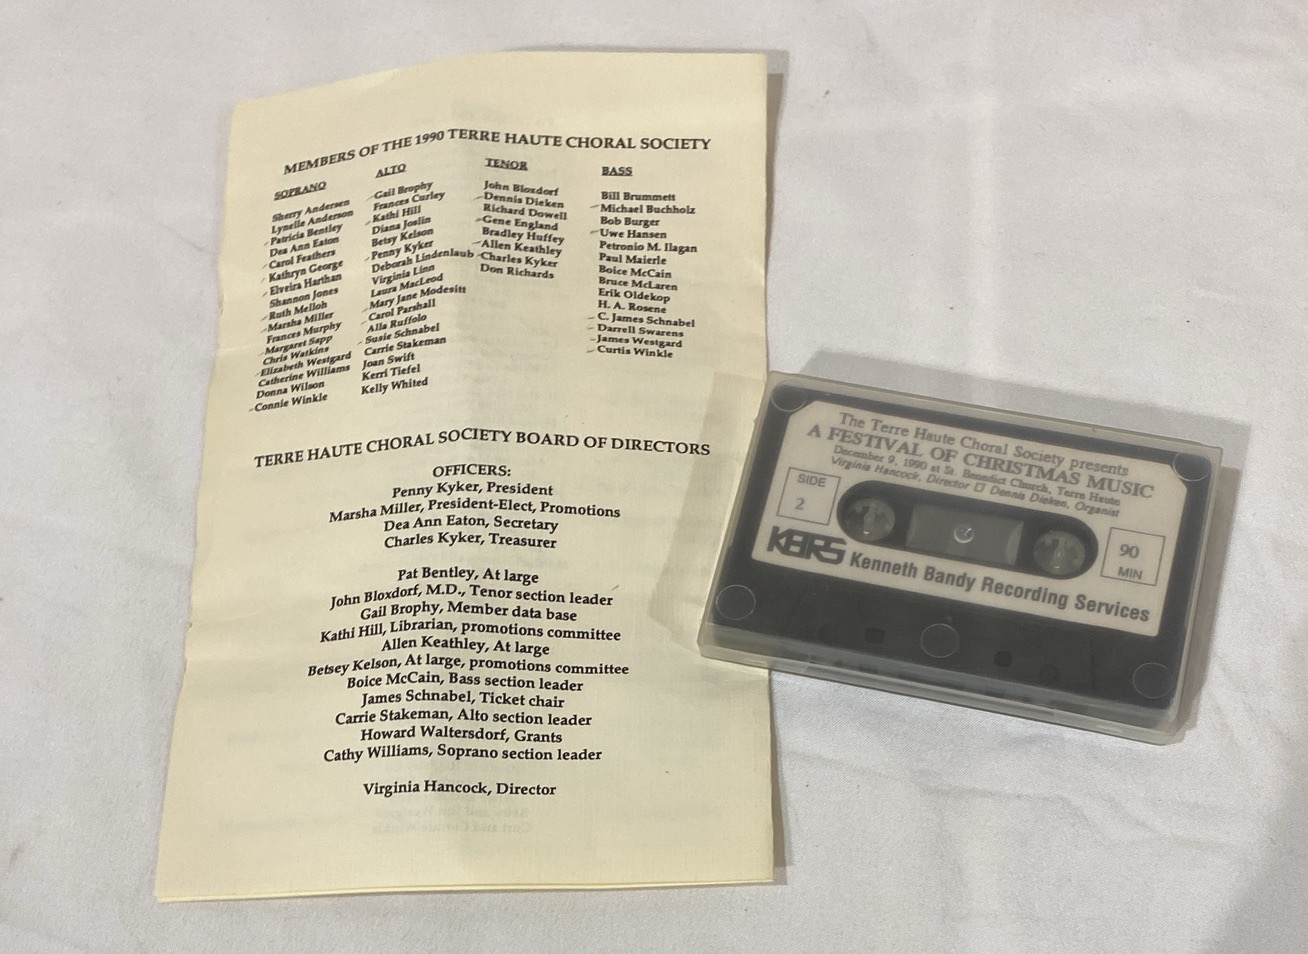 MEMBERS OF THE 1990 TERRE HAUTE CHORAL SOCIETY
SOPRANO
Sherry Andersen
Lynelle Anderson
Patricia Bentley
Dea Ann Eaton
Carol Feathers
Kathryn George
Elveira Harthan
Shannon Jones
Ruth Melloh
Marsha Miller
Frances Murphy
Margaret Sapp
Chris Watkins
Elizabeth Westgard
Catherine Williams
Donna Wilson
Connie Winkle
ALTO
Gail Brophy
Frances Curley
Kathi Hill
Diana Joslin
Betsy Kelson
Penny Kyker
Deborah Lindenlaub
Virginia Linn
Laura MacLeod
Mary Jane Modesitt
Carol Parshall
Alla Ruffolo
Susie Schnabel
Carrie Stakeman
Joan Swift
Kerri Tiefel
Kelly Whited
TENOR
John Bloxdorf
Dennis Dieken
Richard Dowell
Gene England
Bradley Huffey
Allen Keathley
Charles Kyker
Don Richards
BASS
Bill Brummett
Michael Buchholz
Bob Burger
Uwe Hansen
Petronio M. Ilagan
Paul Maierle
Boice McCain
Bruce McLaren
Erik Oldekop
H. A. Rosene
C. James Schnabel
Darrell Swarens
James Westgard
Curtis Winkle
TERRE HAUTE CHORAL SOCIETY BOARD OF DIRECTORS
OFFICERS:
Penny Kyker, President
Marsha Miller, President-Elect, Promotions
Dea Ann Eaton, Secretary
Charles Kyker, Treasurer
Pat Bentley, At large
John Bloxdorf, M.D., Tenor section leader
Gail Brophy, Member data base
Kathi Hill, Librarian, promotions committee
Allen Keathley, At large
Betsey Kelson, At large, promotions committee
Boice McCain, Bass section leader
James Schnabel, Ticket chair
Carrie Stakeman, Alto section leader
Howard Waltersdorf, Grants
Cathy Williams, Soprano section leader
Virginia Hancock, Director
The Terre Haute Choral Society presents
A FESTIVAL OF CHRISTMAS MUSIC
December 9, 1990 at St. Benedict Church, Terre Haute
Virginia Hancock, Director Dennis Dieken, Organist
SIDE
2
90
MIN
KBRS Kenneth Bandy Recording Services